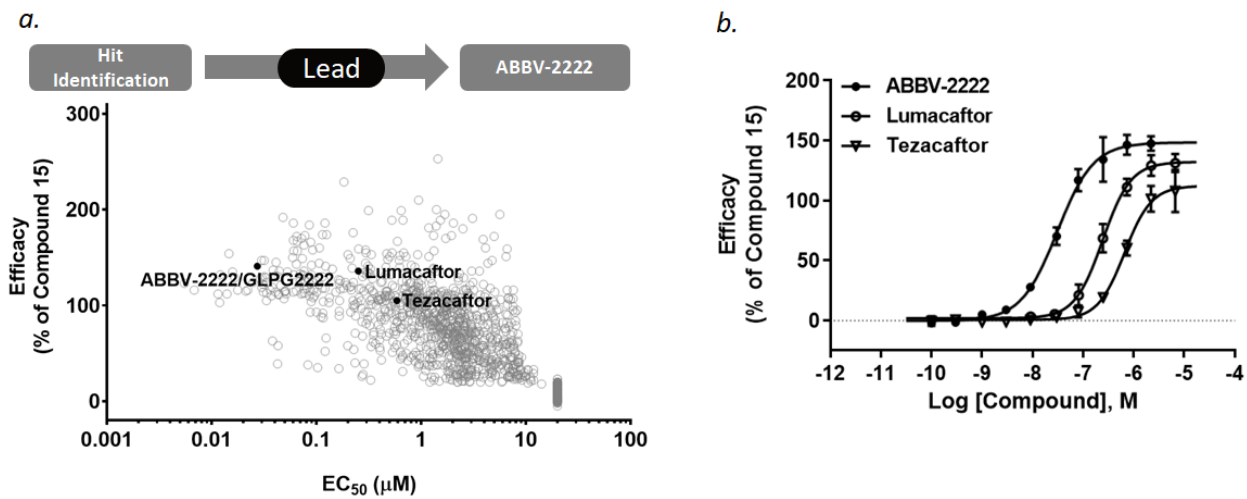 a.
Hit
Identification
Lead
ABBV-2222
Efficacy
(% of Compound 15)
300
200
100
0
ABBV-2222/GLPG2222
Lumacaftor
Tezacaftor
0.001 0.01 0.1 1 10 100
EC50 (μM)
b.
Efficacy
(% of Compound 15)
200
150
100
50
0
ABBV-2222
Lumacaftor
Tezacaftor
-12 -11 -10 -9 -8 -7 -6 -5 -4
Log [Compound], M